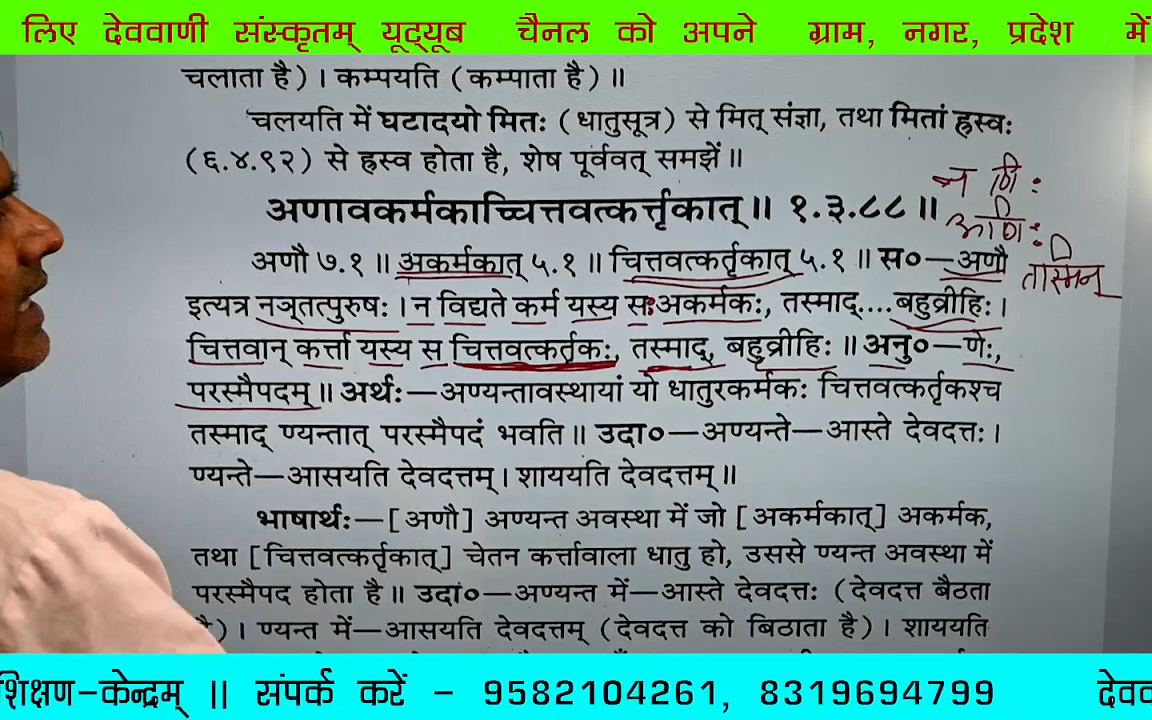 लिए देववाणी संस्कृतम् यूट्यूब चैनल को अपने ग्राम, नगर, प्रदेश में
चलाता है) । कम्पयति (कम्पाता है) ॥
चलयति में घटादयो मितः (धातुसूत्र) से मित् संज्ञा, तथा मितां ह्रस्वः
(६.४.९२) से ह्रस्व होता है, शेष पूर्ववत् समझें ॥
न णिः
अणावकर्मकाच्चित्तवत्कर्त्तृकात् ॥ १.३.८८ ॥
अणिः
अणौ ७.१ ॥ अकर्मकात् ५.१ ॥ चित्तवत्कर्तृकात् ५.१ ॥ स०—अणौ
तस्मिन्
इत्यत्र नञ्तत्पुरुषः । न विद्यते कर्म यस्य सः अकर्मकः, तस्माद्....बहुव्रीहिः ।
चित्तवान् कर्त्ता यस्य स चित्तवत्कर्तृकः, तस्माद्, बहुव्रीहिः ॥ अनु०—णेः,
परस्मैपदम् ॥ अर्थः—अण्यन्तावस्थायां यो धातुरकर्मकः चित्तवत्कर्तृकश्च
तस्माद् ण्यन्तात् परस्मैपदं भवति ॥ उदा०—अण्यन्ते—आस्ते देवदत्तः ।
ण्यन्ते—आसयति देवदत्तम् । शाययति देवदत्तम् ॥
भाषार्थः—[अणौ] अण्यन्त अवस्था में जो [अकर्मकात्] अकर्मक,
तथा [चित्तवत्कर्तृकात्] चेतन कर्त्तावाला धातु हो, उससे ण्यन्त अवस्था में
परस्मैपद होता है ॥ उदा०—अण्यन्त में—आस्ते देवदत्तः (देवदत्त बैठता
है) । ण्यन्त में—आसयति देवदत्तम् (देवदत्त को बिठाता है) । शाययति
शिक्षण-केन्द्रम् ॥ संपर्क करें - 9582104261, 8319694799 देवव